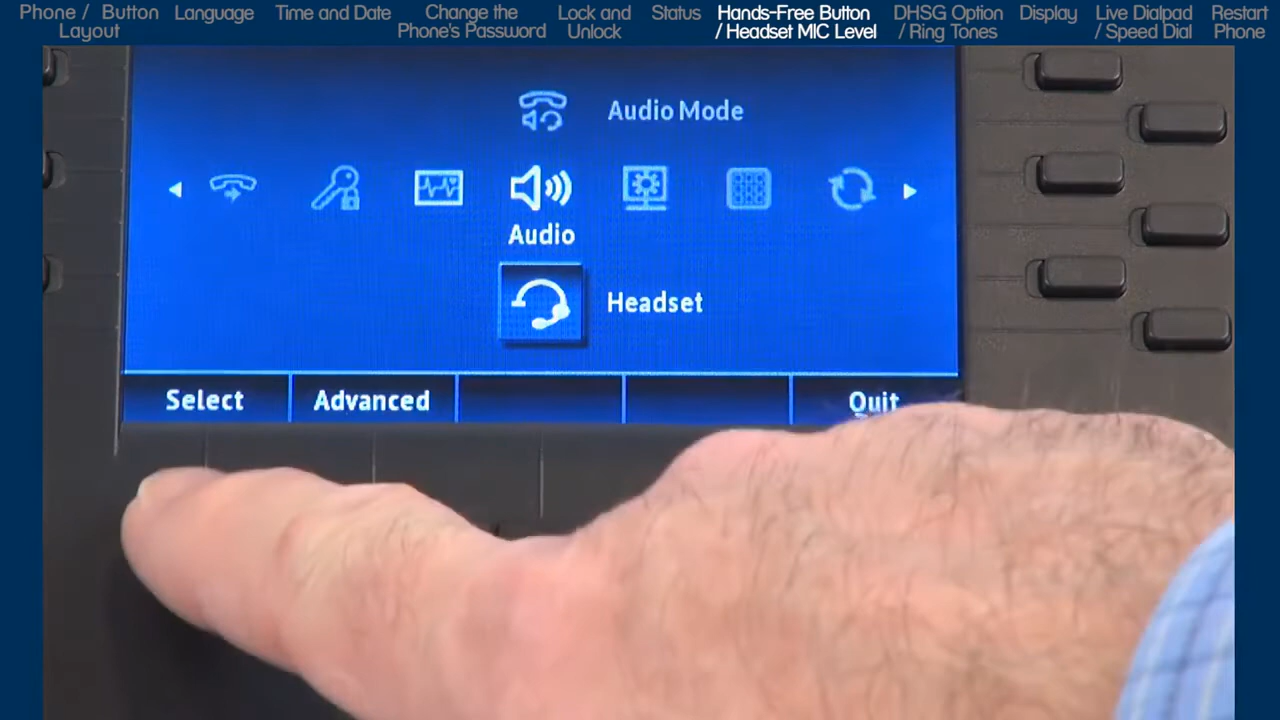 Phone / Button Layout
Language
Time and Date
Change the Phone's Password
Lock and Unlock
Status
Hands-Free Button / Headset MIC Level
DHSG Option / Ring Tones
Display
Live Dialpad / Speed Dial
Restart Phone
Audio Mode
Audio
Headset
Select Advanced Quit